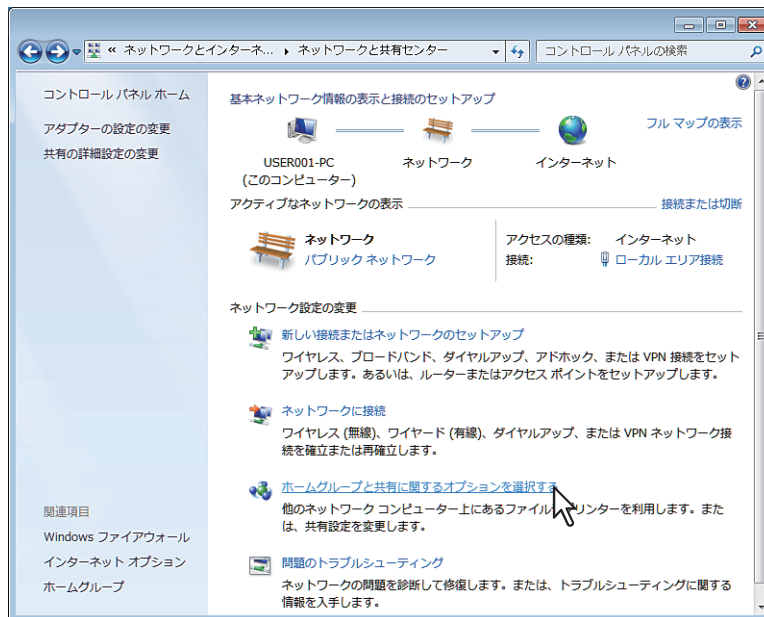 « ネットワークとインターネ... ▸ ネットワークと共有センター
コントロール パネルの検索
コントロール パネル ホーム
アダプターの設定の変更
共有の詳細設定の変更
基本ネットワーク情報の表示と接続のセットアップ
フル マップの表示
USER001-PC
(このコンピューター)
ネットワーク
インターネット
アクティブなネットワークの表示
接続または切断
ネットワーク
パブリック ネットワーク
アクセスの種類: インターネット
接続: ローカル エリア接続
ネットワーク設定の変更
新しい接続またはネットワークのセットアップ
ワイヤレス、ブロードバンド、ダイヤルアップ、アドホック、または VPN 接続をセット
アップします。あるいは、ルーターまたはアクセス ポイントをセットアップします。
ネットワークに接続
ワイヤレス (無線)、ワイヤード (有線)、ダイヤルアップ、または VPN ネットワーク接
続を確立または再確立します。
ホームグループと共有に関するオプションを選択する
他のネットワーク コンピューター上にあるファイル リンターを利用します。また
は、共有設定を変更します。
問題のトラブルシューティング
ネットワークの問題を診断して修復します。または、トラブルシューティングに関する
情報を入手します。
関連項目
Windows ファイアウォール
インターネット オプション
ホームグループ